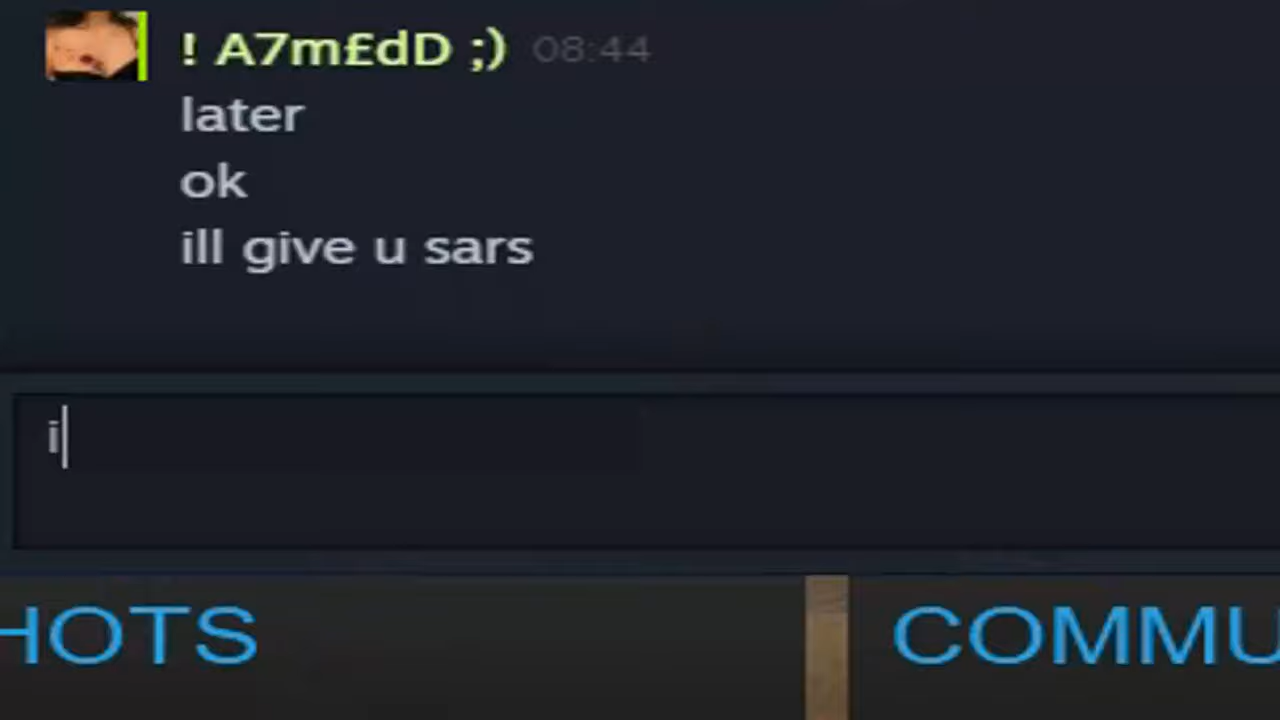 ! A7m£dD ;) 08:44
later
ok
ill give u sars
i
HOTS
COMMU